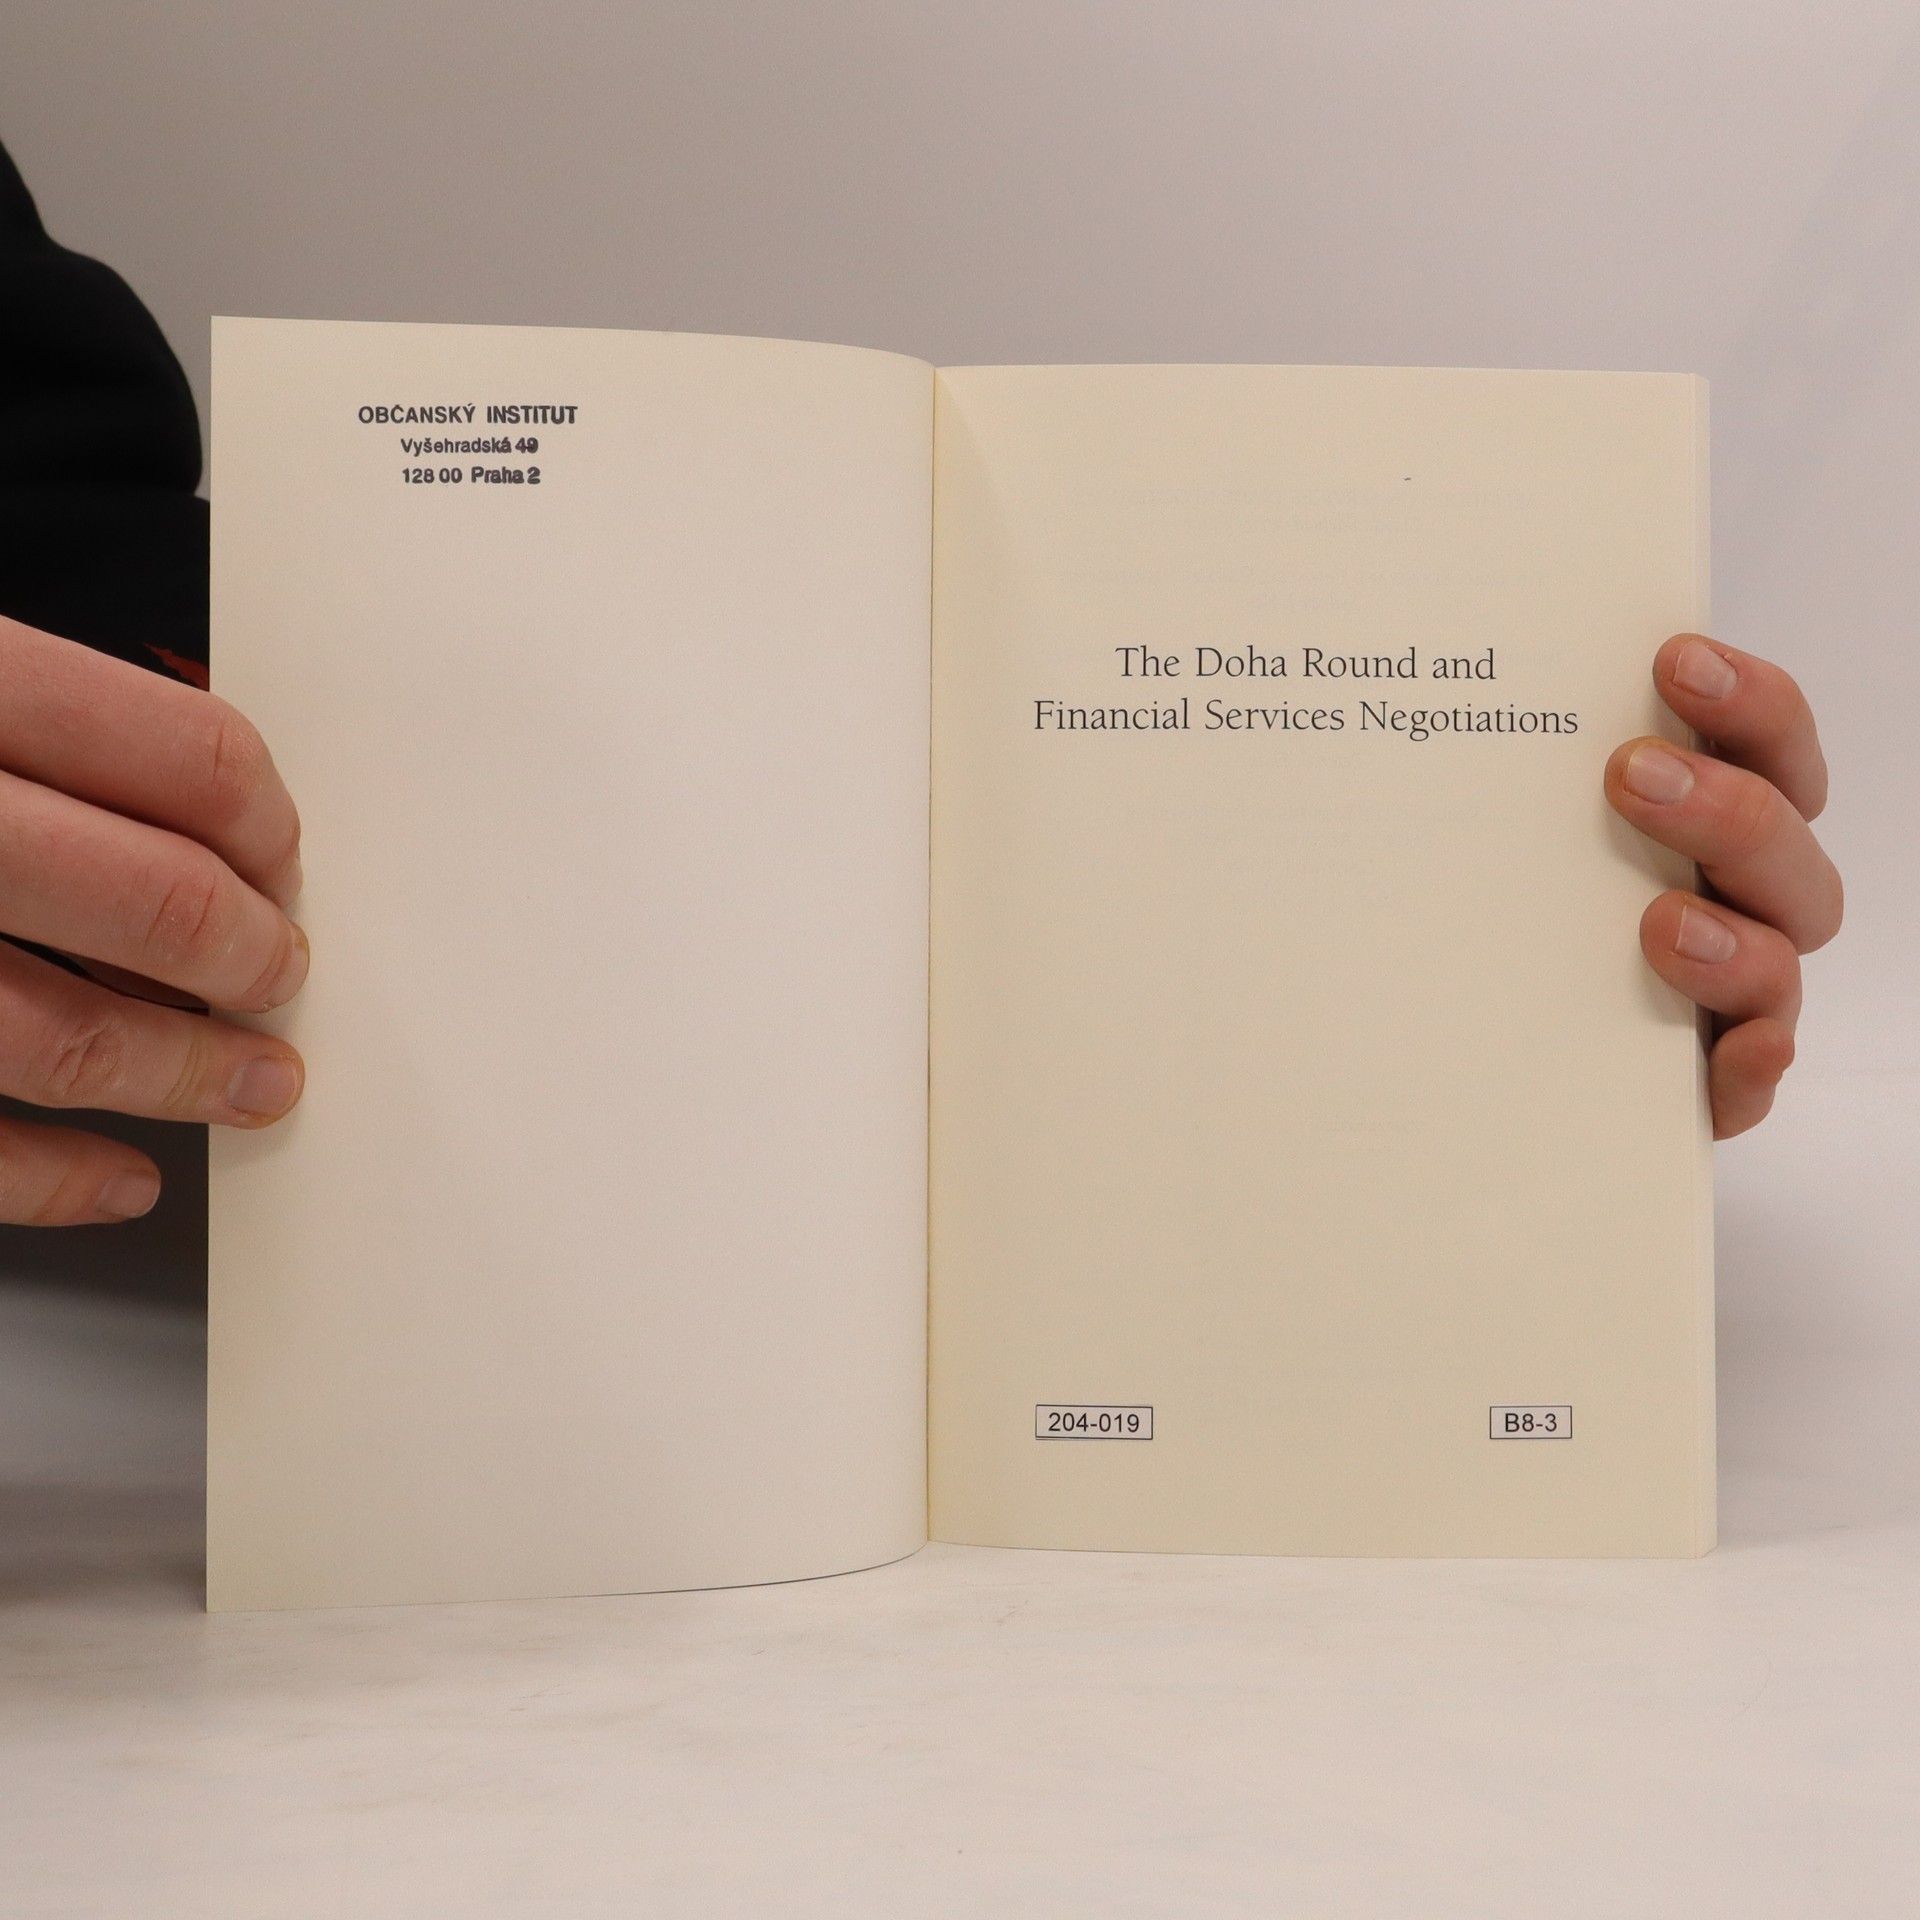 OBČANSKÝ INSTITUT
Vyšehradská 49
128 00 Praha 2
The Doha Round and
Financial Services Negotiations
204-019
B8-3